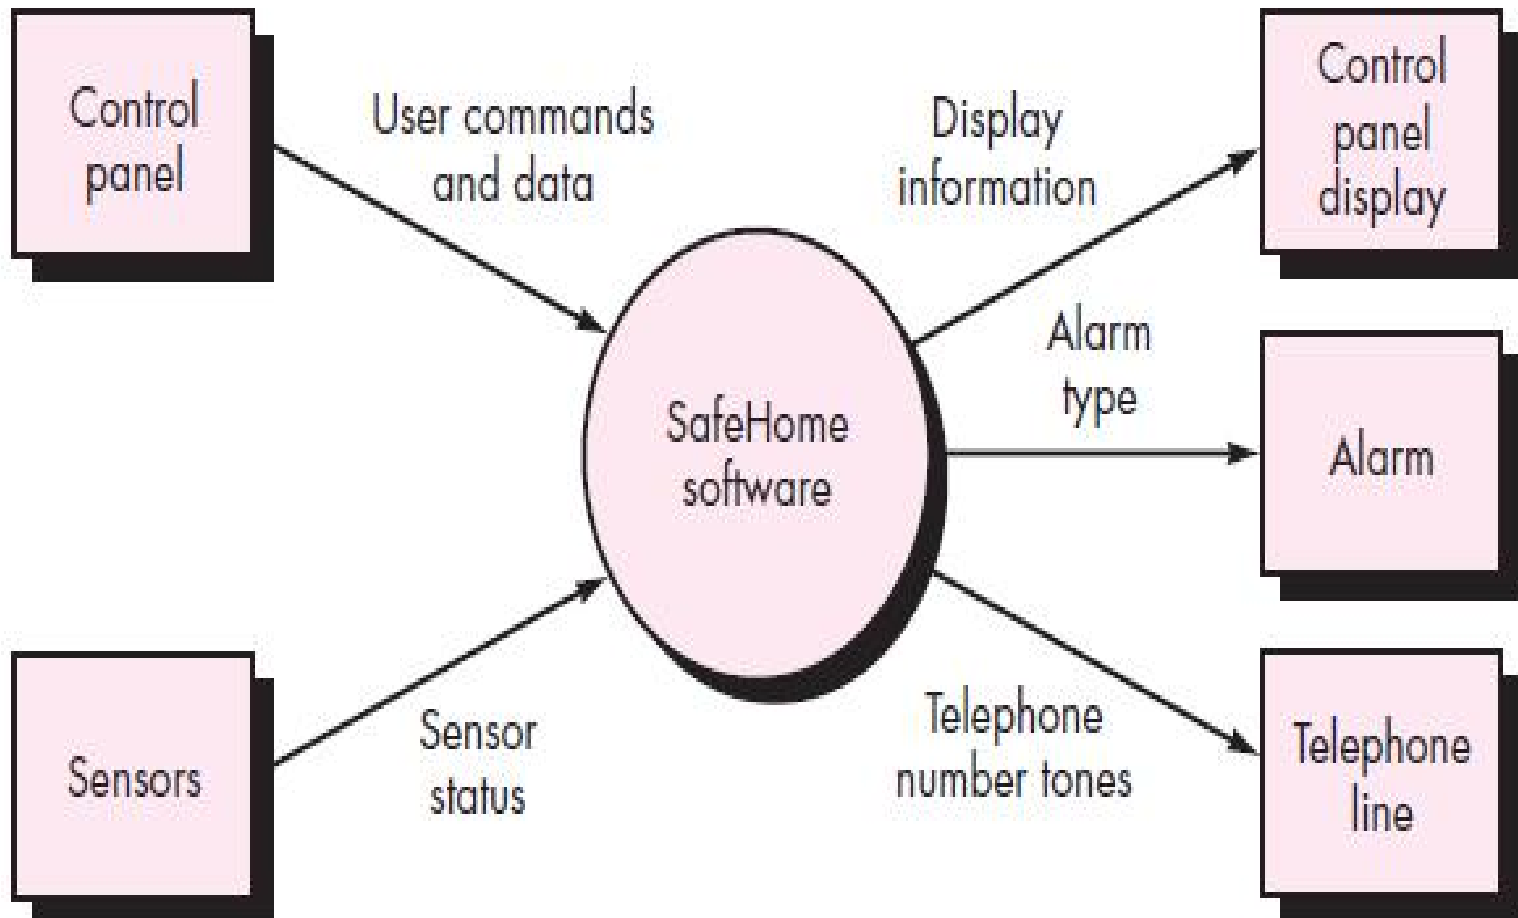 Control
panel
User commands
and data
Display
information
Control
panel
display
Alarm
type
SafeHome
software
Alarm
Sensors
Sensor
status
Telephone
number tones
Telephone
line